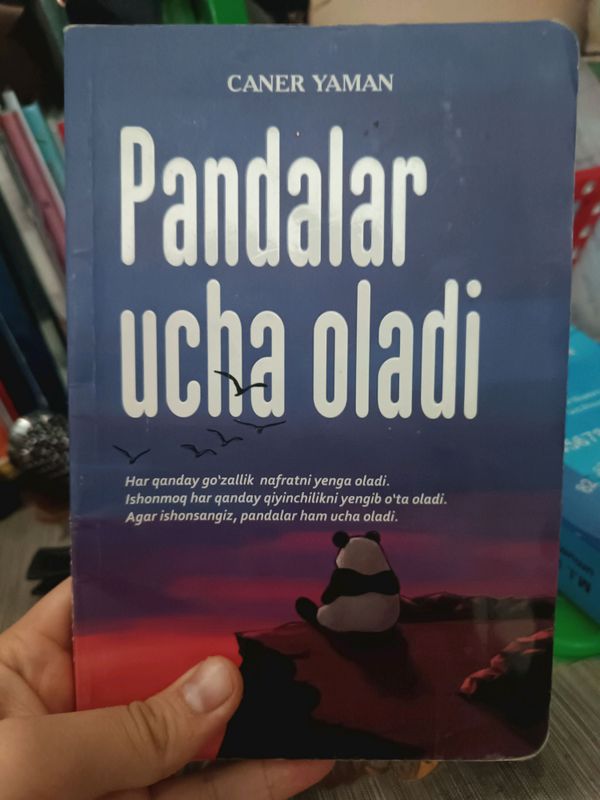 CANER YAMAN
Pandalar
ucha oladi
Har qanday go'zallik nafratni yenga oladi.
Ishonmoq har qanday qiyinchilikni yengib o'ta oladi.
Agar ishonsangiz, pandalar ham ucha oladi.